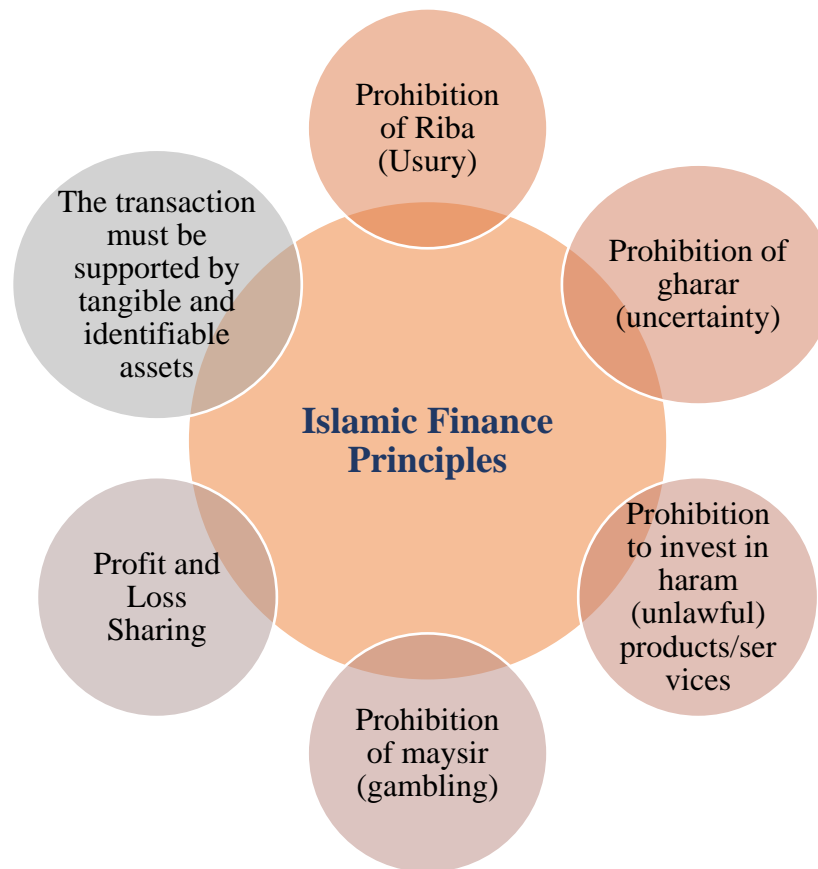 Prohibition
of Riba
(Usury)
Prohibition of
gharar
(uncertainty)
Prohibition
to invest in
haram
(unlawful)
products/ser
vices
Prohibition
of maysir
(gambling)
Profit and
Loss
Sharing
The transaction
must be
supported by
tangible and
identifiable
assets
Islamic Finance
Principles